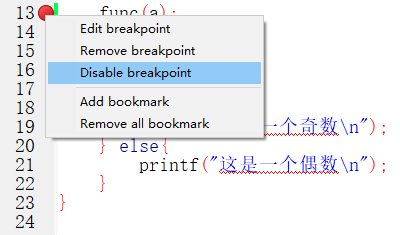 13 func(a);
14 Edit breakpoint
15 Remove breakpoint
16 Disable breakpoint
17
18 Add bookmark
19 Remove all bookmark 一个奇数\n");
20 } else{
21 printf("这是一个偶数\n");
22 }
23 }
24